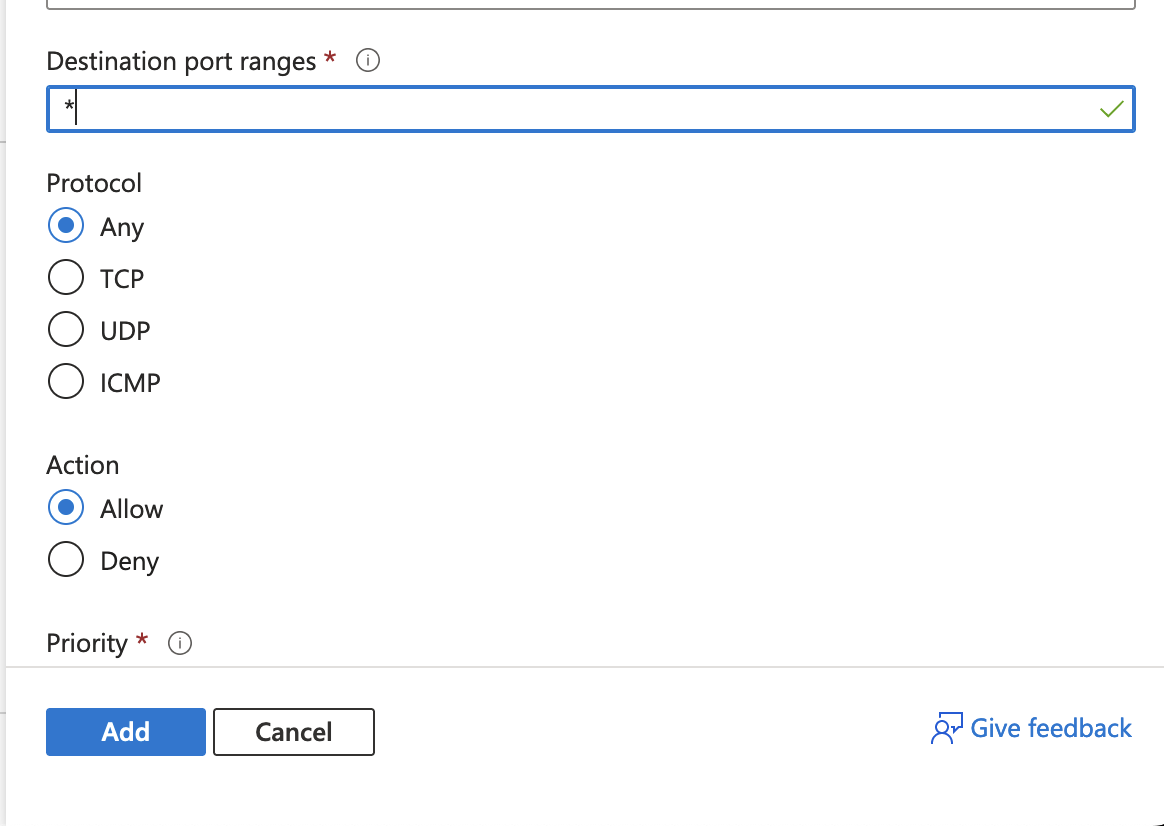 Destination port ranges *
*
Protocol
Any
TCP
UDP
ICMP
Action
Allow
Deny
Priority *
Add
Cancel
Give feedback